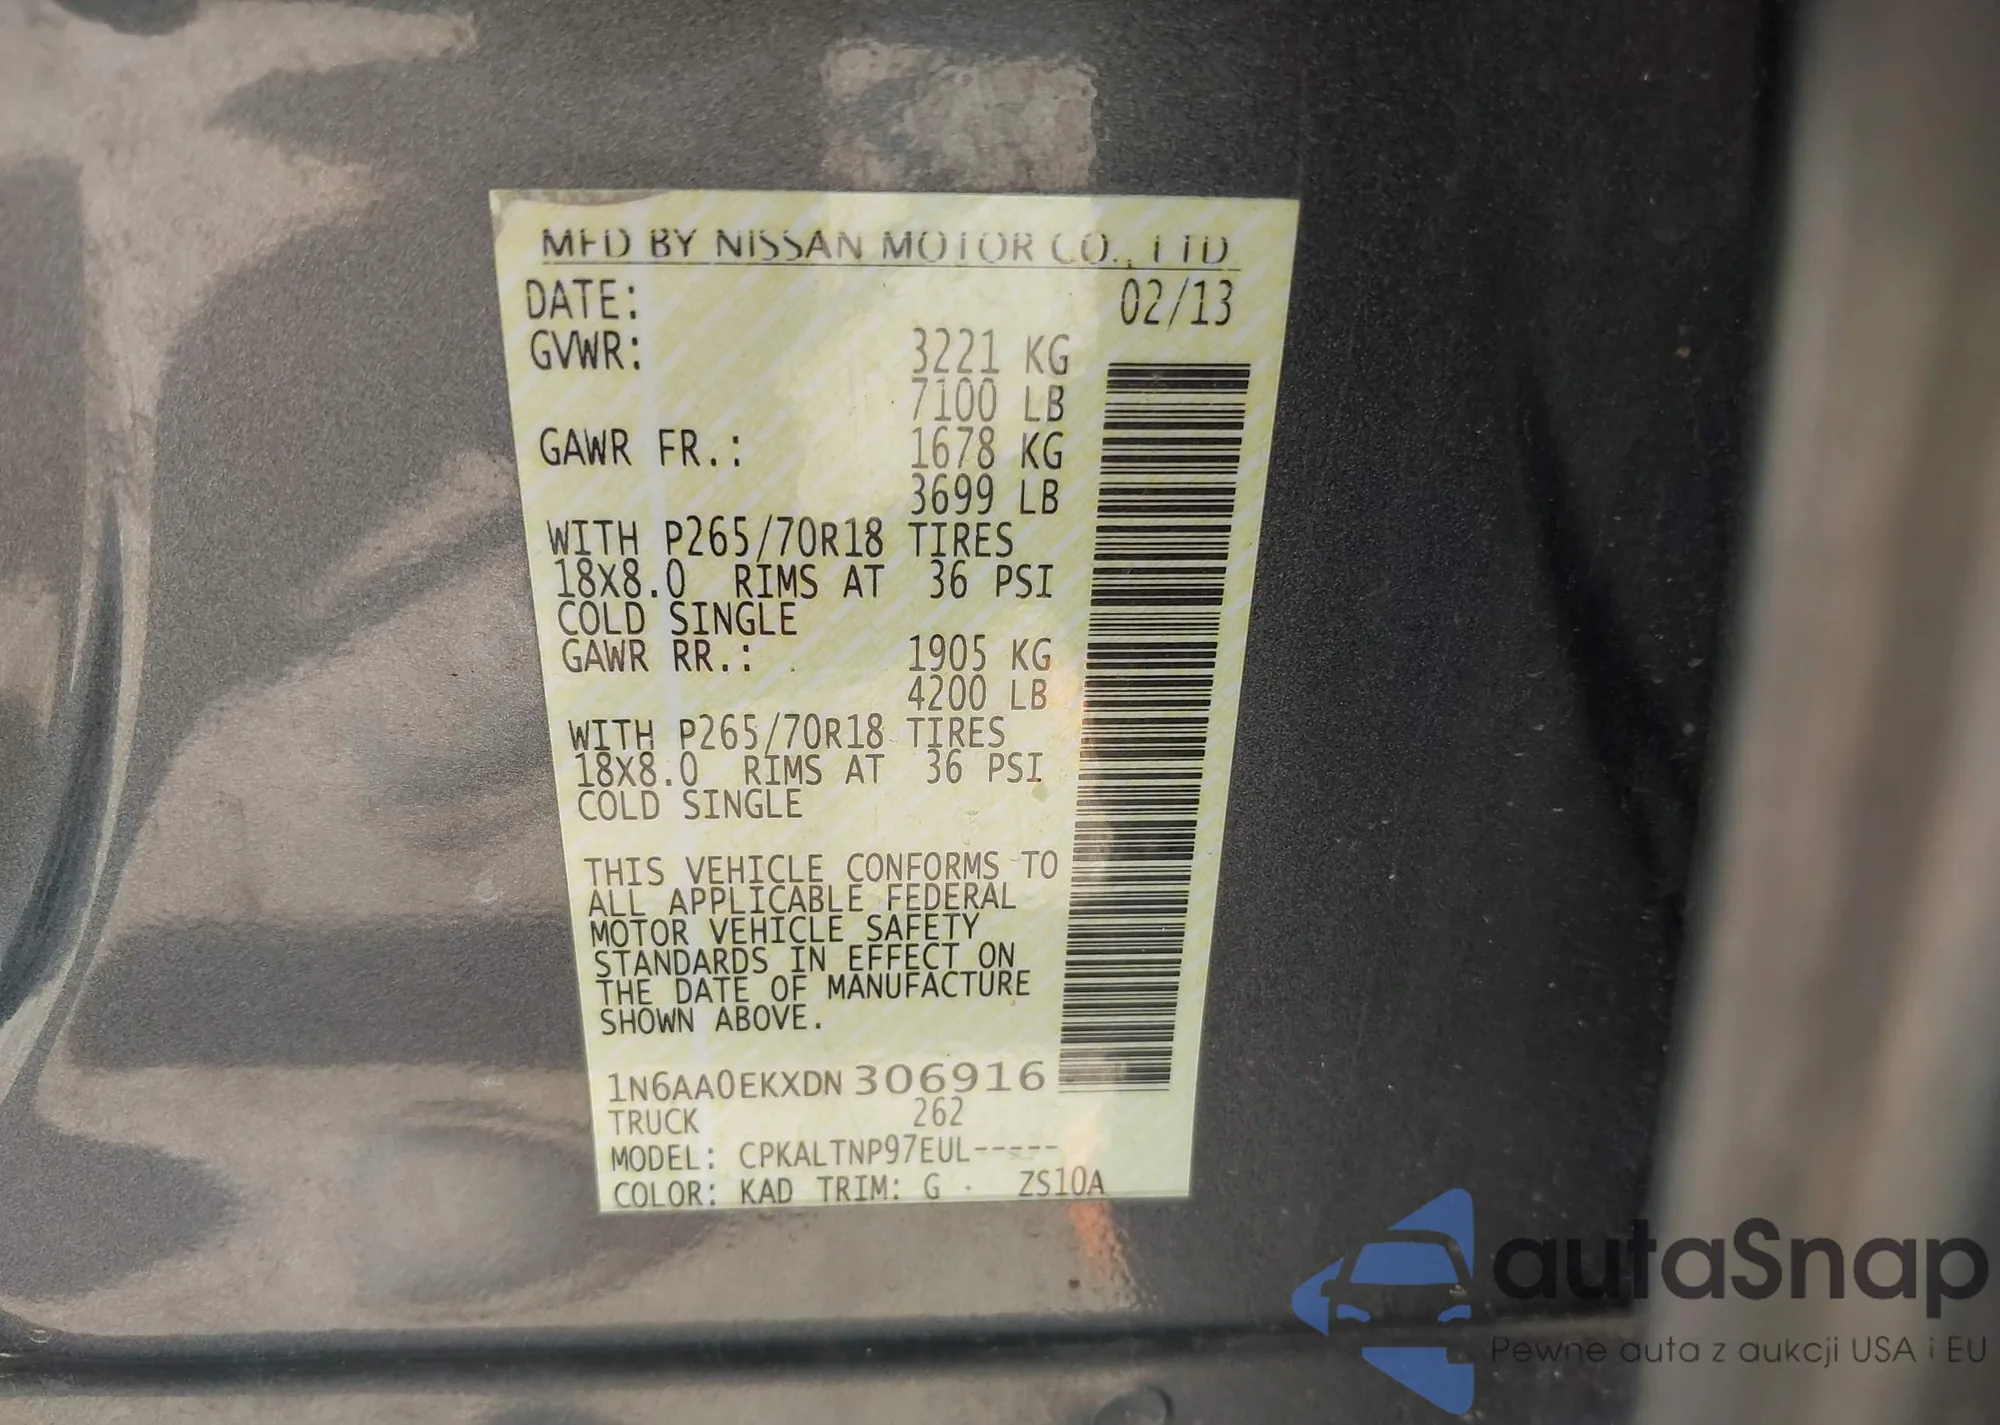 MFD BY NISSAN MOTOR CO., LTD
DATE: 02/13
GVWR: 3221 KG
7100 LB
GAWR FR.: 1678 KG
3699 LB
WITH P265/70R18 TIRES
18X8.0 RIMS AT 36 PSI
COLD SINGLE
GAWR RR.: 1905 KG
4200 LB
WITH P265/70R18 TIRES
18X8.0 RIMS AT 36 PSI
COLD SINGLE
THIS VEHICLE CONFORMS TO
ALL APPLICABLE FEDERAL
MOTOR VEHICLE SAFETY
STANDARDS IN EFFECT ON
THE DATE OF MANUFACTURE
SHOWN ABOVE.
1N6AA0EKXDN306916
TRUCK 262
MODEL: CPKALTNP97EUL-----
COLOR: KAD TRIM: G ZS10A
autaSnap
Pewne auta z aukcji USA i EU